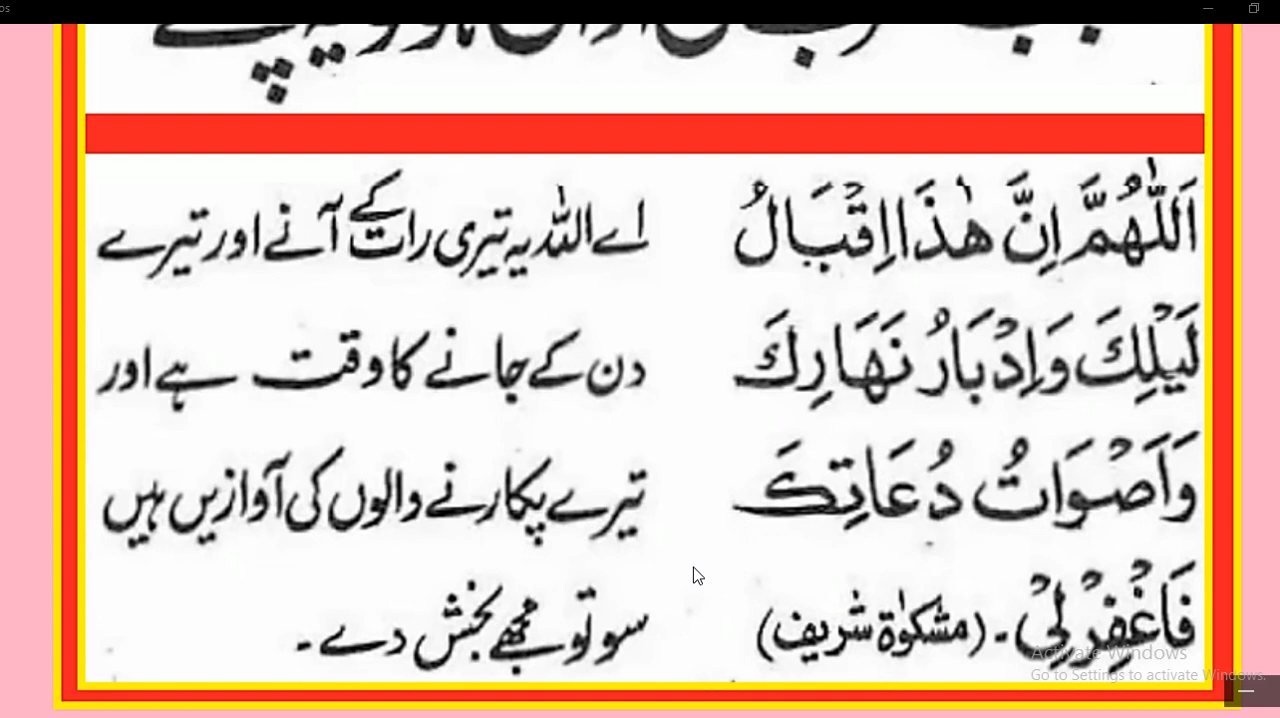 os
اَللّٰهُمَّ اِنَّ هٰذَا اِقْبَالُ
اے اللہ یہ تیری رات کے آنے اور تیرے
لَيْلِكَ وَاِدْبَارُ نَهَارِكَ
دن کے جانے کا وقت ہے اور
وَاَصْوَاتُ دُعَاتِكَ
تیرے پکارنے والوں کی آوازیں ہیں
فَاغْفِرْ لِيْ۔ (مشکوٰۃ شریف)
سو تو مجھے بخش دے۔
Activate Windows
Go to Settings to activate Windows.